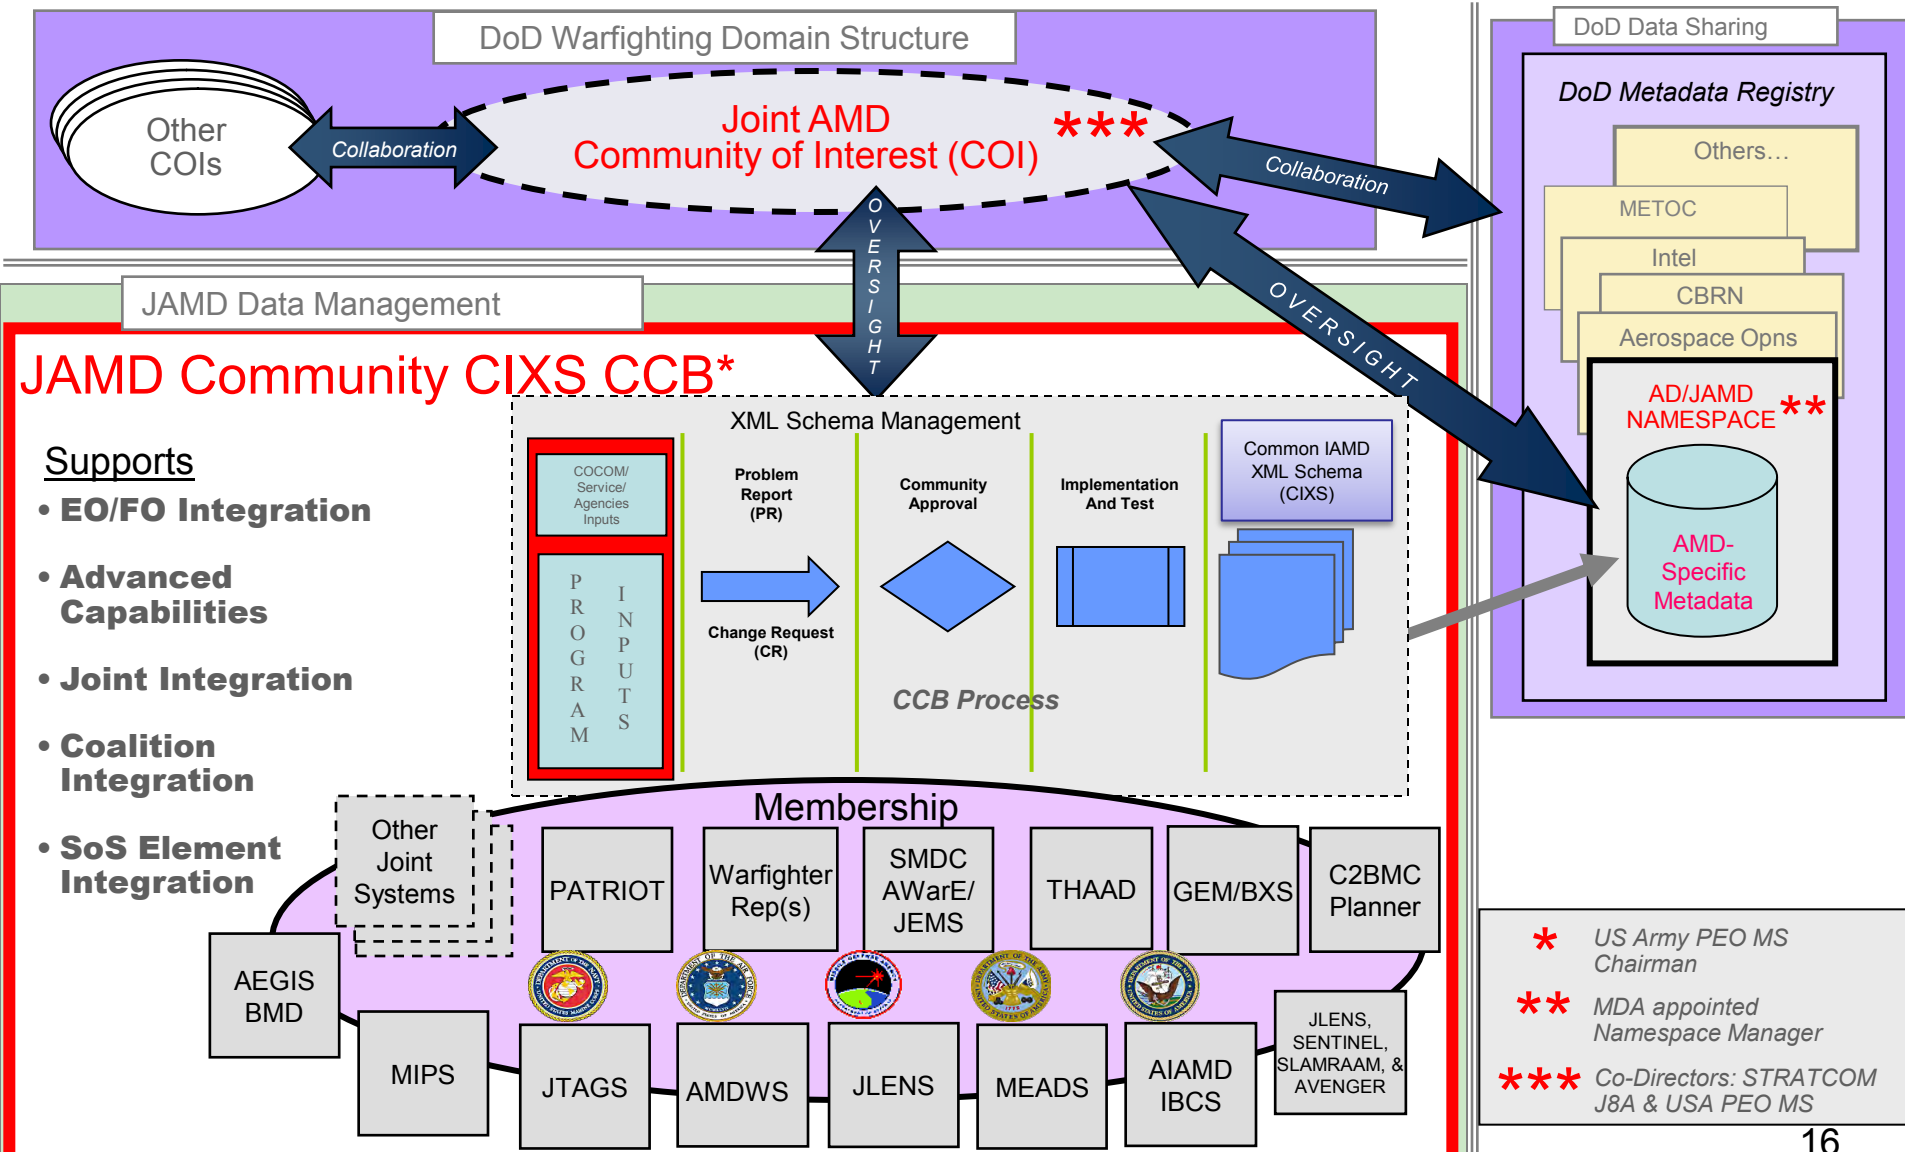 DoD Warfighting Domain Structure
Other
COIs
Collaboration
Joint AMD
Community of Interest (COI)
***
Collaboration
OVERSIGHT
OVERSIGHT
DoD Data Sharing
DoD Metadata Registry
Others…
METOC
Intel
CBRN
Aerospace Opns
AD/JAMD
NAMESPACE **
AMD-
Specific
Metadata
JAMD Data Management
JAMD Community CIXS CCB*
Supports
• EO/FO Integration
• Advanced
Capabilities
• Joint Integration
• Coalition
Integration
• SoS Element
Integration
XML Schema Management
COCOM/
Service/
Agencies
Inputs
PROGRAM
INPUTS
Problem
Report
(PR)
Change Request
(CR)
Community
Approval
Implementation
And Test
Common IAMD
XML Schema
(CIXS)
CCB Process
Membership
Other
Joint
Systems
PATRIOT
Warfighter
Rep(s)
SMDC
AWarE/
JEMS
THAAD
GEM/BXS
C2BMC
Planner
AEGIS
BMD
MIPS
JTAGS
AMDWS
JLENS
MEADS
AIAMD
IBCS
JLENS,
SENTINEL,
SLAMRAAM, &
AVENGER
* US Army PEO MS
Chairman
** MDA appointed
Namespace Manager
*** Co-Directors: STRATCOM
J8A & USA PEO MS
16